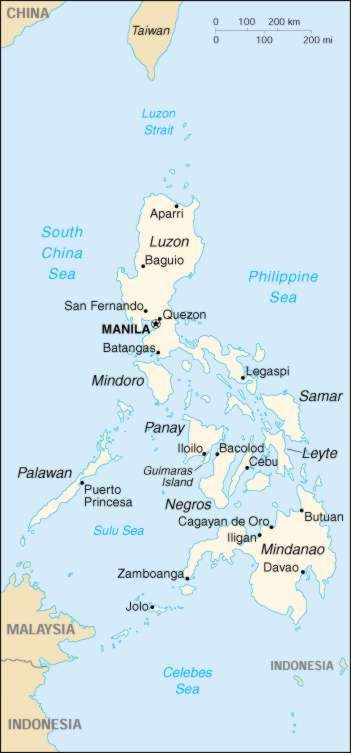 CHINA
Taiwan
0 100 200 km
0 100 200 mi
Luzon
Strait
Aparri
Luzon
South
China
Sea
Baguio
Philippine
Sea
San Fernando
Quezon
MANILA
Batangas
Legaspi
Mindoro
Samar
Panay
Iloilo
Bacolod
Leyte
Cebu
Guimaras
Island
Palawan
Puerto
Princesa
Negros
Sulu Sea
Cagayan de Oro
Butuan
Iligan
Mindanao
Davao
Zamboanga
Jolo
MALAYSIA
Celebes
Sea
INDONESIA
INDONESIA